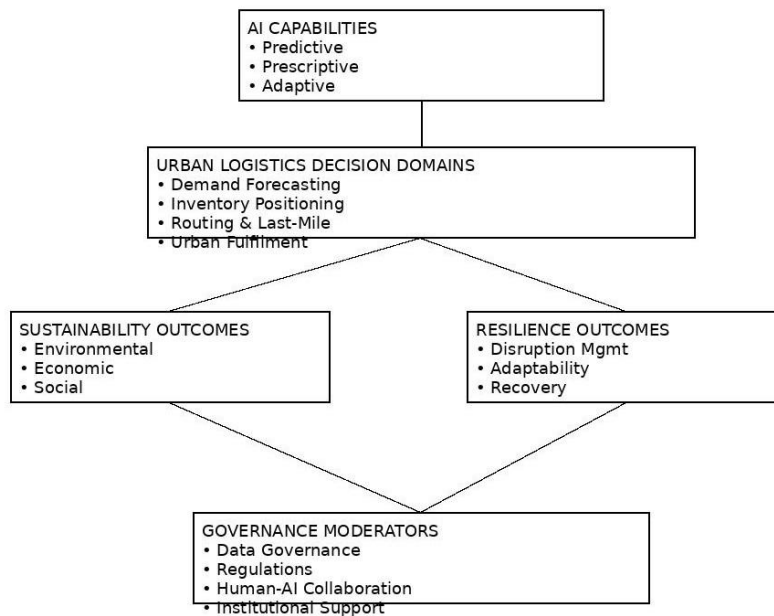 AI CAPABILITIES
• Predictive
• Prescriptive
• Adaptive
URBAN LOGISTICS DECISION DOMAINS
• Demand Forecasting
• Inventory Positioning
• Routing & Last-Mile
• Urban Fulfilment
SUSTAINABILITY OUTCOMES
• Environmental
• Economic
• Social
RESILIENCE OUTCOMES
• Disruption Mgmt
• Adaptability
• Recovery
GOVERNANCE MODERATORS
• Data Governance
• Regulations
• Human-AI Collaboration
• Institutional Support